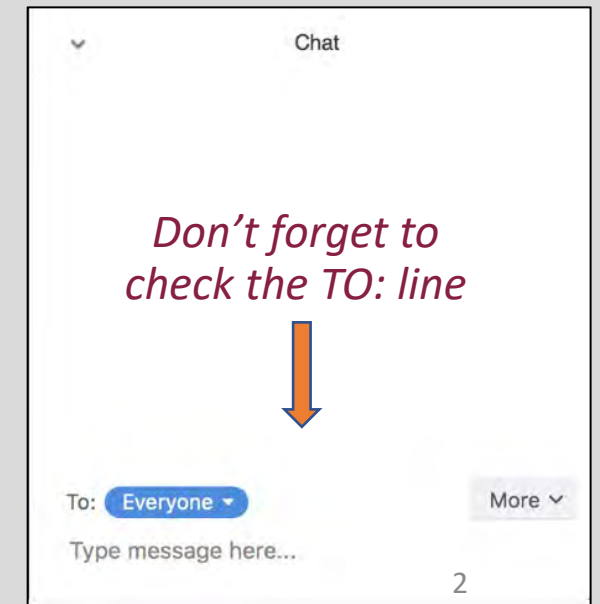 Chat
Don't forget to
check the TO: line
To: Everyone More
Type message here...
2